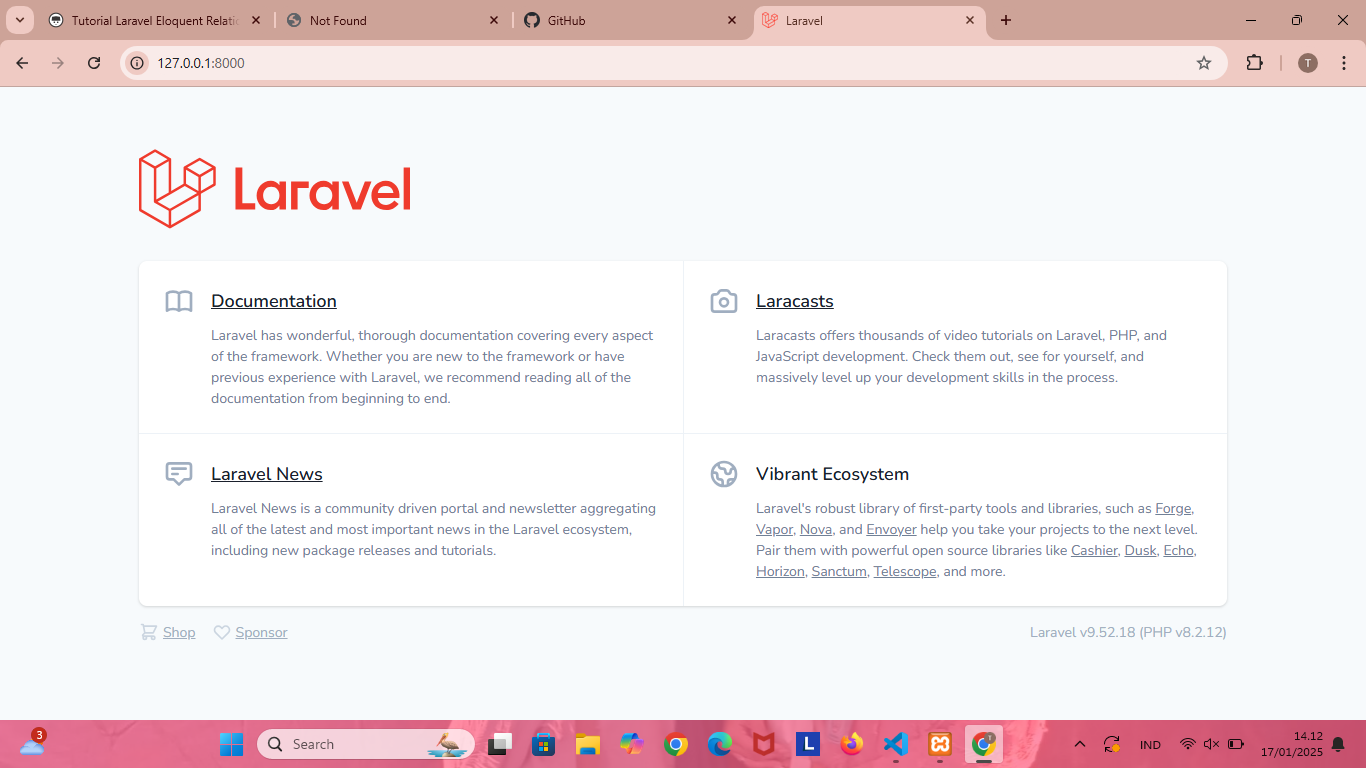 Tutorial Laravel Eloquent Relatio
Not Found
GitHub
Laravel
127.0.0.1:8000
T
Laravel
Documentation
Laravel has wonderful, thorough documentation covering every aspect
of the framework. Whether you are new to the framework or have
previous experience with Laravel, we recommend reading all of the
documentation from beginning to end.
Laracasts
Laracasts offers thousands of video tutorials on Laravel, PHP, and
JavaScript development. Check them out, see for yourself, and
massively level up your development skills in the process.
Laravel News
Laravel News is a community driven portal and newsletter aggregating
all of the latest and most important news in the Laravel ecosystem,
including new package releases and tutorials.
Vibrant Ecosystem
Laravel's robust library of first-party tools and libraries, such as Forge,
Vapor, Nova, and Envoyer help you take your projects to the next level.
Pair them with powerful open source libraries like Cashier, Dusk, Echo,
Horizon, Sanctum, Telescope, and more.
Shop
Sponsor
Laravel v9.52.18 (PHP v8.2.12)
3
Search
L
T
IND
14.12
17/01/2025